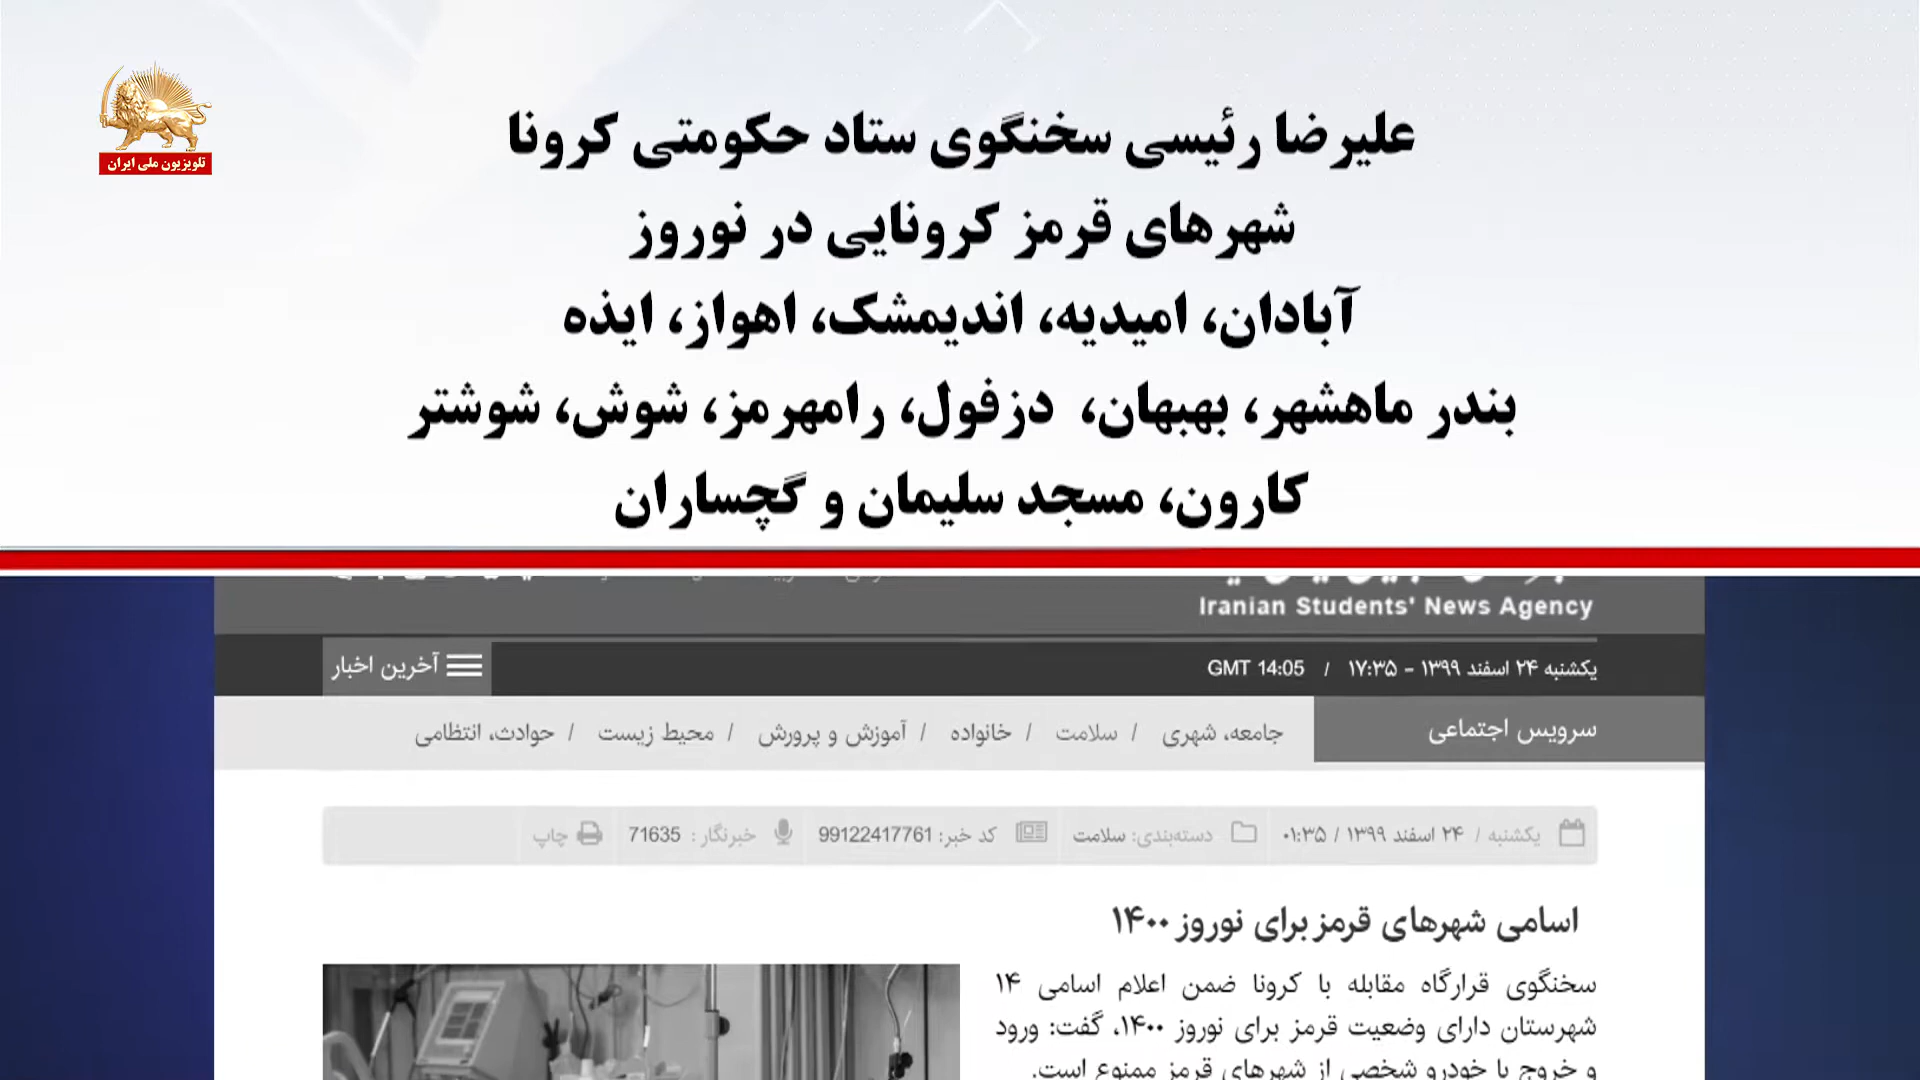 تلویزیون ملی ایران
علیرضا رئیسی سخنگوی ستاد حکومتی کرونا
شهرهای قرمز کرونایی در نوروز
آبادان، امیدیه، اندیمشک، اهواز، ایذه
بندر ماهشهر، بهبهان، دزفول، رامهرمز، شوش، شوشتر
کارون، مسجد سلیمان و گچساران
Iranian Students' News Agency
یکشنبه ۲۴ اسفند ۱۳۹۹ - ۱۷:۳۵ / GMT 14:05
آخرین اخبار
سرویس اجتماعی
جامعه، شهری / سلامت / خانواده / آموزش و پرورش / محیط زیست / حوادث، انتظامی
یکشنبه / ۲۴ اسفند ۱۳۹۹ / ۰۱:۳۵ دسته‌بندی: سلامت کد خبر: 99122417761 خبرنگار : 71635 چاپ
اسامی شهرهای قرمز برای نوروز ۱۴۰۰
سخنگوی قرارگاه مقابله با کرونا ضمن اعلام اسامی ۱۴
شهرستان دارای وضعیت قرمز برای نوروز ۱۴۰۰، گفت: ورود
و خروج با خودرو شخصی از شهرهای قرمز ممنوع است.